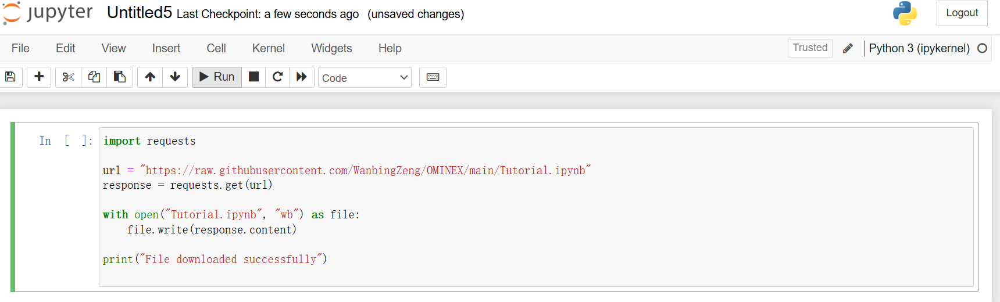 jupyter Untitled5 Last Checkpoint: a few seconds ago (unsaved changes) Logout
File Edit View Insert Cell Kernel Widgets Help Trusted Python 3 (ipykernel)
Run Code
In [ ]: import requests
url = "https://raw.githubusercontent.com/WanbingZeng/OMINEX/main/Tutorial.ipynb"
response = requests.get(url)
with open("Tutorial.ipynb", "wb") as file:
    file.write(response.content)
print("File downloaded successfully")